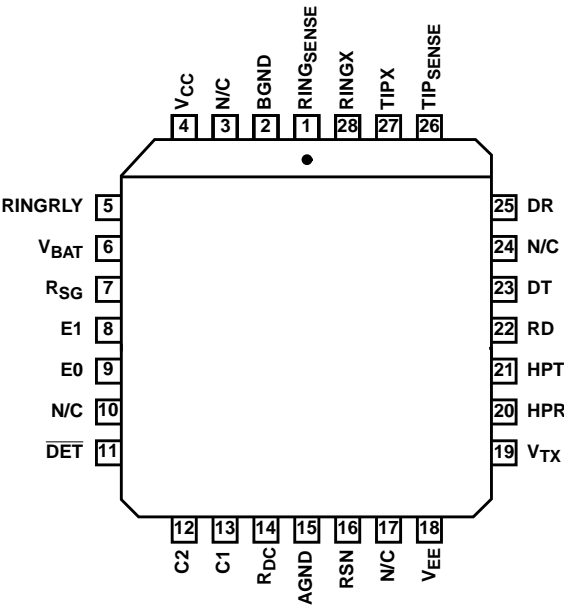 VCC
N/C
BGND
RINGSENSE
RINGX
TIPX
TIPSENSE
4
3
2
1
28
27
26
RINGRLY 5
25 DR
VBAT 6
24 N/C
RSG 7
23 DT
E1 8
22 RD
E0 9
21 HPT
N/C 10
20 HPR
DET 11
19 VTX
12
13
14
15
16
17
18
C2
C1
RDC
AGND
RSN
N/C
VEE